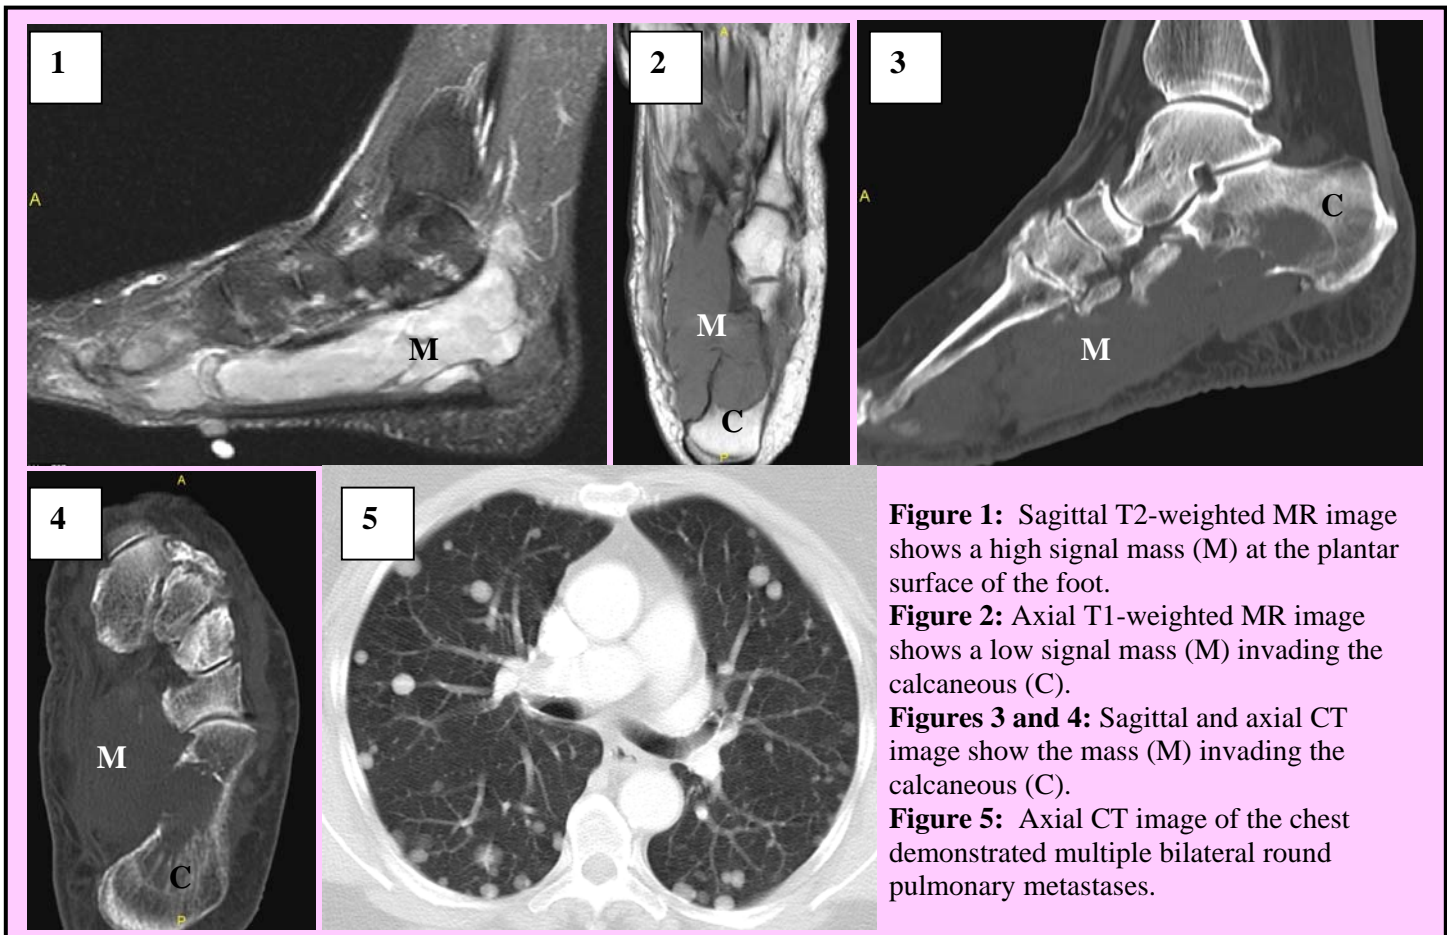 1
A
M
2
A
M
C
P
3
A
C
M
4
A
M
C
P
5
Figure 1: Sagittal T2-weighted MR image
shows a high signal mass (M) at the plantar
surface of the foot.
Figure 2: Axial T1-weighted MR image
shows a low signal mass (M) invading the
calcaneous (C).
Figures 3 and 4: Sagittal and axial CT
image show the mass (M) invading the
calcaneous (C).
Figure 5: Axial CT image of the chest
demonstrated multiple bilateral round
pulmonary metastases.